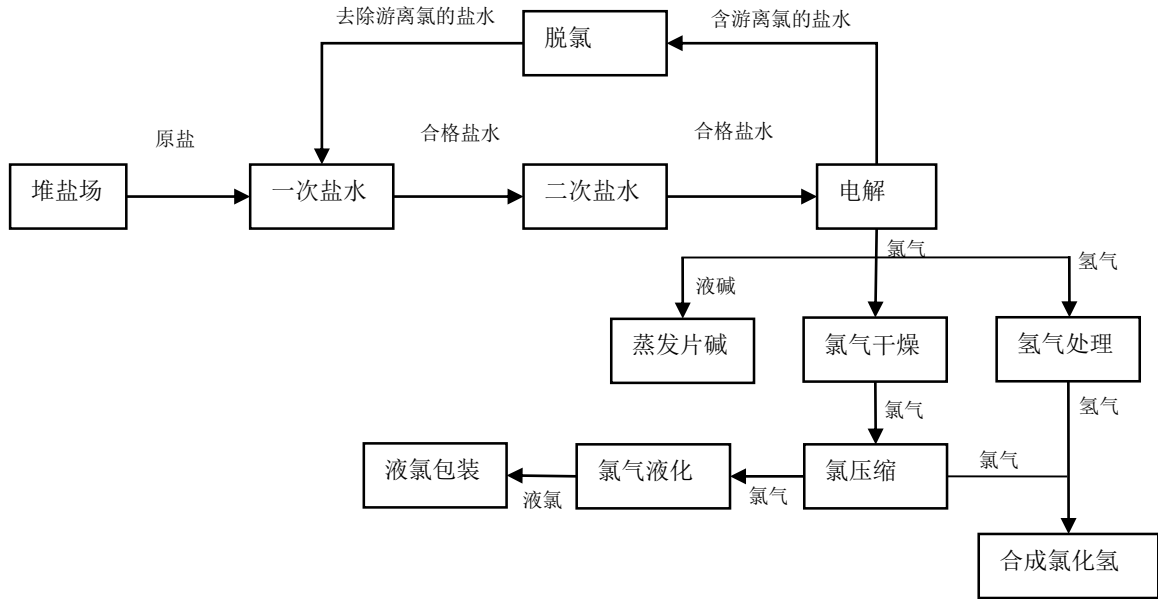 去除游离氯的盐水
脱氯
含游离氯的盐水
原盐
合格盐水
合格盐水
堆盐场
一次盐水
二次盐水
电解
氯气
氢气
液碱
蒸发片碱
氯气干燥
氢气处理
氯气
氢气
液氯包装
氯气液化
氯压缩
氯气
液氯
氯气
合成氯化氢